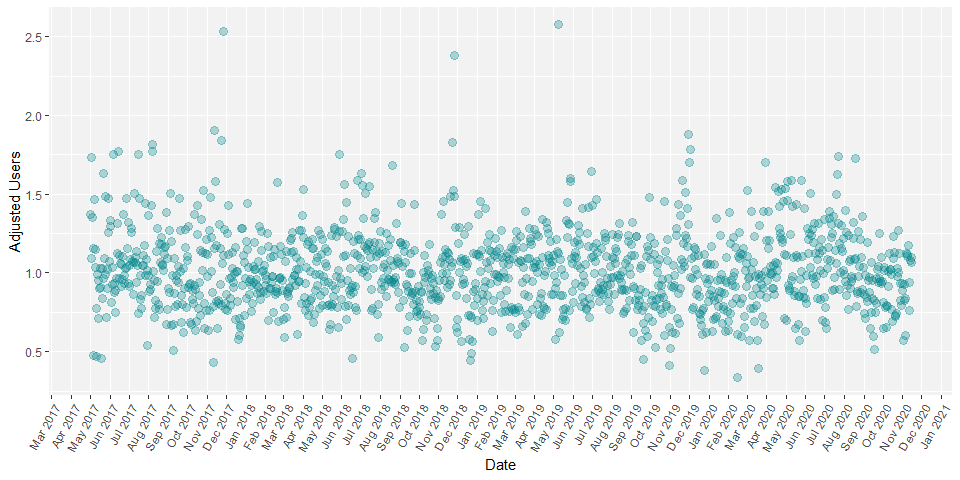 Adjusted Users
2.5
2.0
1.5
1.0
0.5
Mar 2017
Apr 2017
May 2017
Jun 2017
Jul 2017
Aug 2017
Sep 2017
Oct 2017
Nov 2017
Dec 2017
Jan 2018
Feb 2018
Mar 2018
Apr 2018
May 2018
Jun 2018
Jul 2018
Aug 2018
Sep 2018
Oct 2018
Nov 2018
Dec 2018
Jan 2019
Feb 2019
Mar 2019
Apr 2019
May 2019
Jun 2019
Jul 2019
Aug 2019
Sep 2019
Oct 2019
Nov 2019
Dec 2019
Jan 2020
Feb 2020
Mar 2020
Apr 2020
May 2020
Jun 2020
Jul 2020
Aug 2020
Sep 2020
Oct 2020
Nov 2020
Dec 2020
Jan 2021
Date